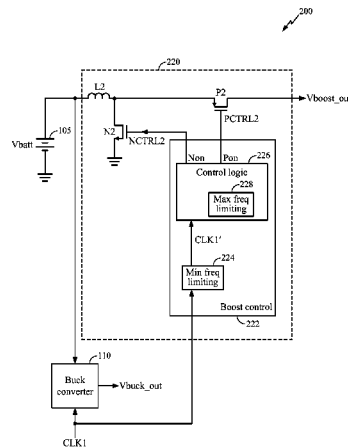 200
220
L2
P2
Vboost_ou
105
N2
NCTRL2
PCTRL2
Vbatt
Non
Pon
226
Control logic
228
Max freq
limiting
CLK1'
224
Min freq
limiting
Boost control
222
110
Buck
converter
Vbuck_out
CLK1